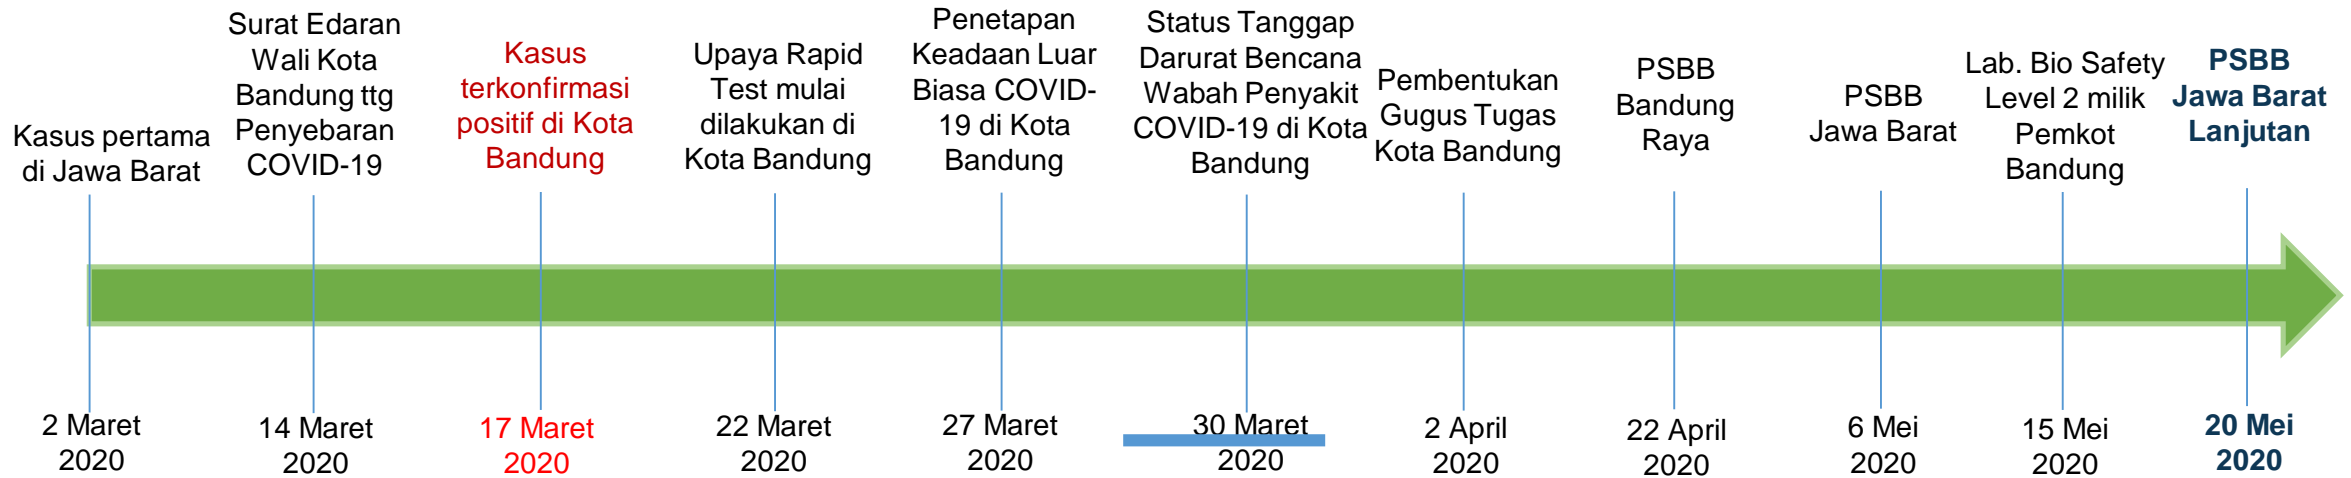 Kasus pertama
di Jawa Barat
Surat Edaran
Wali Kota
Bandung ttg
Penyebaran
COVID-19
Kasus
terkonfirmasi
positif di Kota
Bandung
Upaya Rapid
Test mulai
dilakukan di
Kota Bandung
Penetapan
Keadaan Luar
Biasa COVID-
19 di Kota
Bandung
Status Tanggap
Darurat Bencana
Wabah Penyakit
COVID-19 di Kota
Bandung
Pembentukan
Gugus Tugas
Kota Bandung
PSBB
Bandung
Raya
PSBB
Jawa Barat
Lab. Bio Safety
Level 2 milik
Pemkot
Bandung
PSBB
Jawa Barat
Lanjutan
2 Maret
2020
14 Maret
2020
17 Maret
2020
22 Maret
2020
27 Maret
2020
30 Maret
2020
2 April
2020
22 April
2020
6 Mei
2020
15 Mei
2020
20 Mei
2020